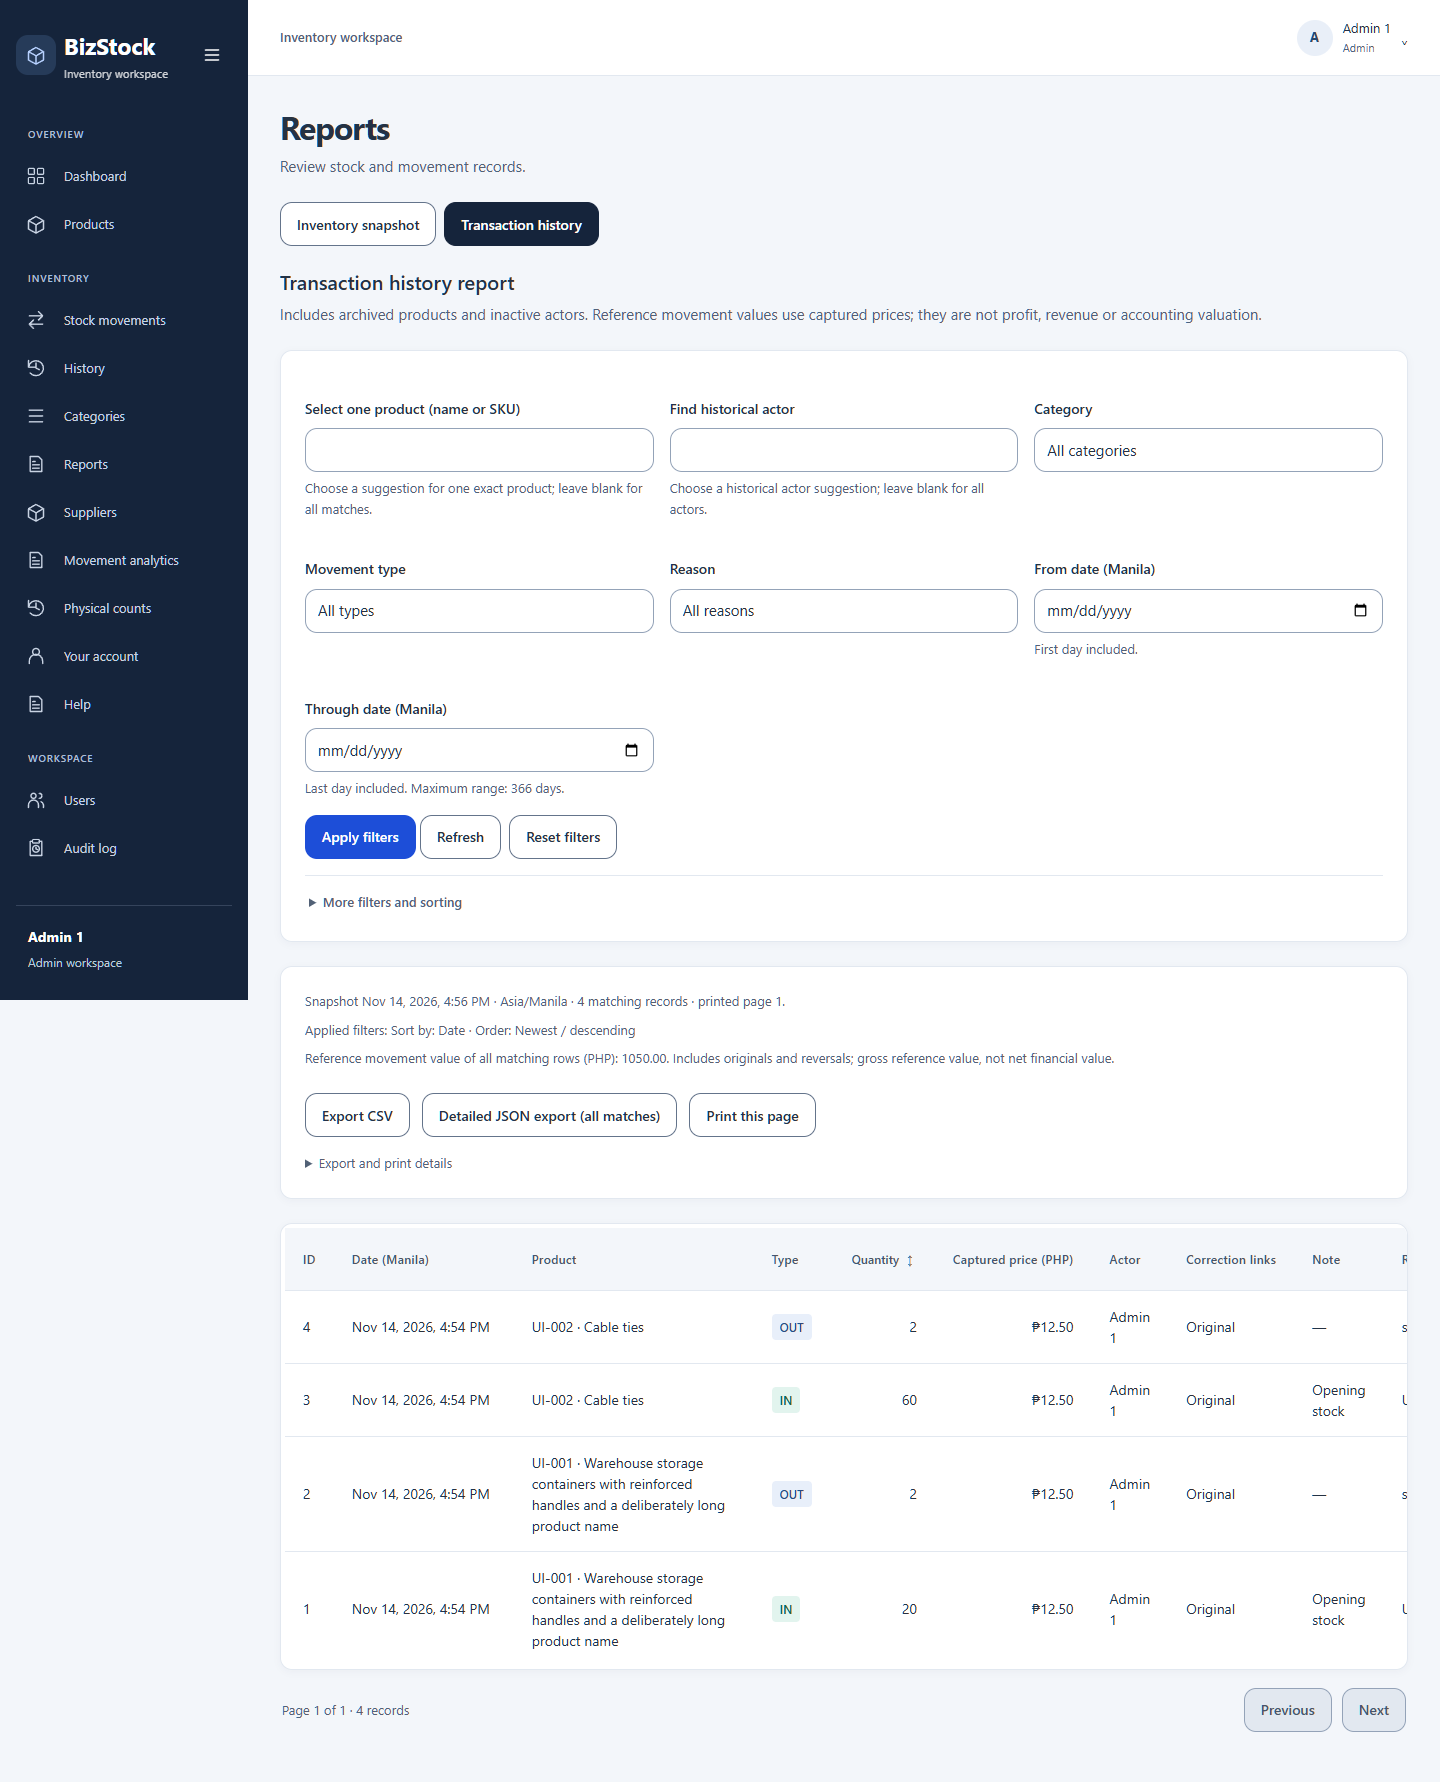 BizStock
Inventory workspace
OVERVIEW
Dashboard
Products
INVENTORY
Stock movements
History
Categories
Reports
Suppliers
Movement analytics
Physical counts
Your account
Help
WORKSPACE
Users
Audit log
Admin 1
Admin workspace
Inventory workspace
A
Admin 1
Admin
Reports
Review stock and movement records.
Inventory snapshot
Transaction history
Transaction history report
Includes archived products and inactive actors. Reference movement values use captured prices; they are not profit, revenue or accounting valuation.
Select one product (name or SKU)
Choose a suggestion for one exact product; leave blank for
all matches.
Find historical actor
Choose a historical actor suggestion; leave blank for all
actors.
Category
All categories
Movement type
All types
Reason
All reasons
From date (Manila)
mm/dd/yyyy
First day included.
Through date (Manila)
mm/dd/yyyy
Last day included. Maximum range: 366 days.
Apply filters
Refresh
Reset filters
More filters and sorting
Snapshot Nov 14, 2026, 4:56 PM · Asia/Manila · 4 matching records · printed page 1.
Applied filters: Sort by: Date · Order: Newest / descending
Reference movement value of all matching rows (PHP): 1050.00. Includes originals and reversals; gross reference value, not net financial value.
Export CSV
Detailed JSON export (all matches)
Print this page
Export and print details
ID Date (Manila) Product Type Quantity ↕ Captured price (PHP) Actor Correction links Note
4 Nov 14, 2026, 4:54 PM UI-002 · Cable ties OUT 2 ₱12.50 Admin 1 Original —
3 Nov 14, 2026, 4:54 PM UI-002 · Cable ties IN 60 ₱12.50 Admin 1 Original Opening stock
2 Nov 14, 2026, 4:54 PM UI-001 · Warehouse storage
containers with reinforced
handles and a deliberately long
product name OUT 2 ₱12.50 Admin 1 Original —
1 Nov 14, 2026, 4:54 PM UI-001 · Warehouse storage
containers with reinforced
handles and a deliberately long
product name IN 20 ₱12.50 Admin 1 Original Opening stock
Page 1 of 1 · 4 records
Previous
Next